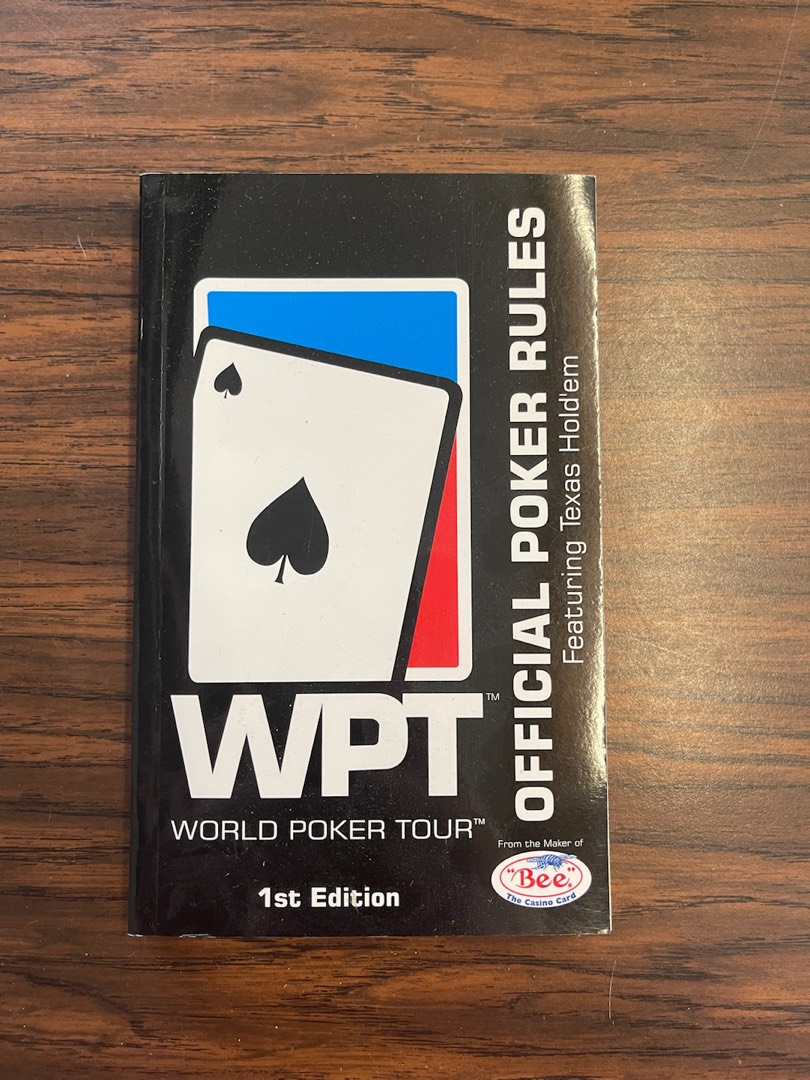 OFFICIAL POKER RULES
Featuring Texas Hold'em
WPT™
WORLD POKER TOUR™
1st Edition
From the Maker of
"Bee"®
The Casino Card